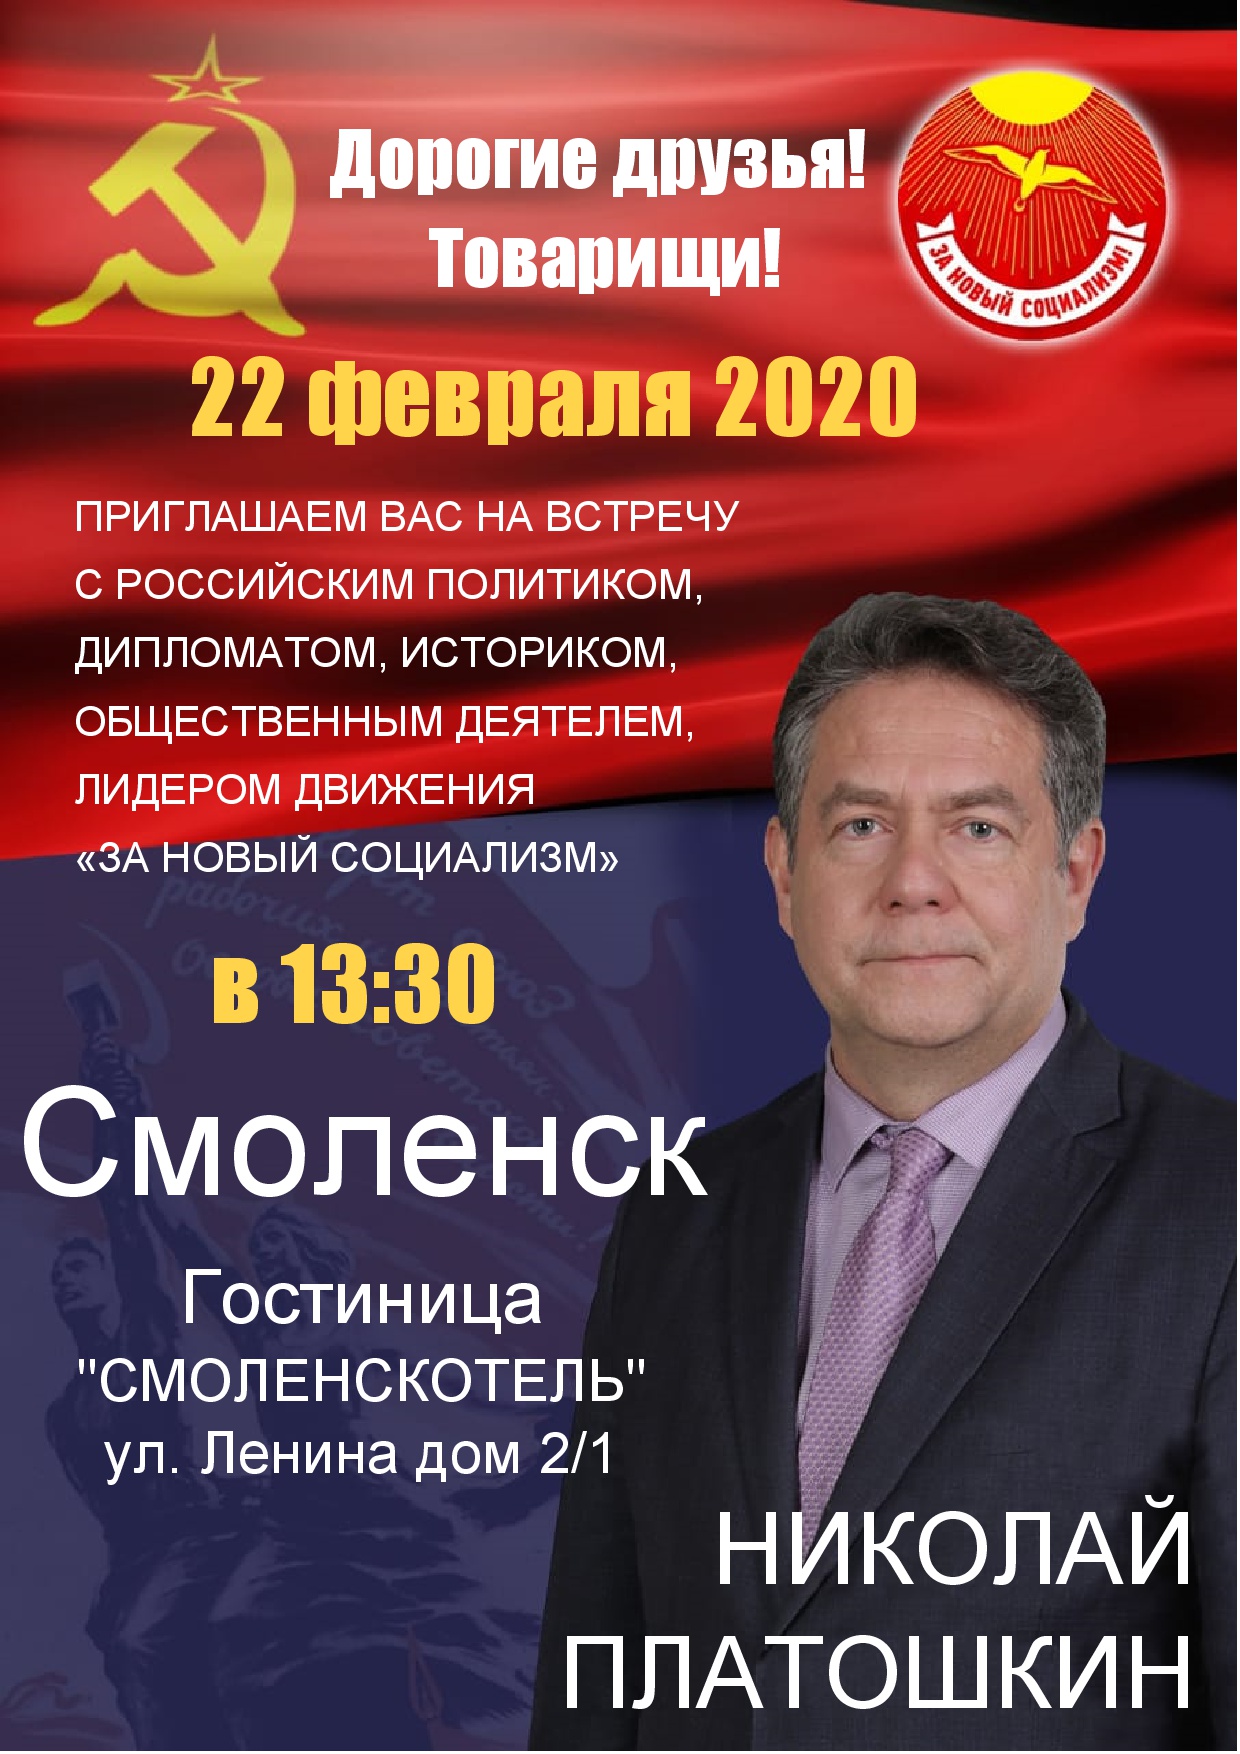 Дорогие друзья!
Товарищи!
ЗА НОВЫЙ СОЦИАЛИЗМ!
22 февраля 2020
ПРИГЛАШАЕМ ВАС НА ВСТРЕЧУ
С РОССИЙСКИМ ПОЛИТИКОМ,
ДИПЛОМАТОМ, ИСТОРИКОМ,
ОБЩЕСТВЕННЫМ ДЕЯТЕЛЕМ,
ЛИДЕРОМ ДВИЖЕНИЯ
«ЗА НОВЫЙ СОЦИАЛИЗМ»
в 13:30
Смоленск
Гостиница
"СМОЛЕНСКОТЕЛЬ"
ул. Ленина дом 2/1
НИКОЛАЙ
ПЛАТОШКИН